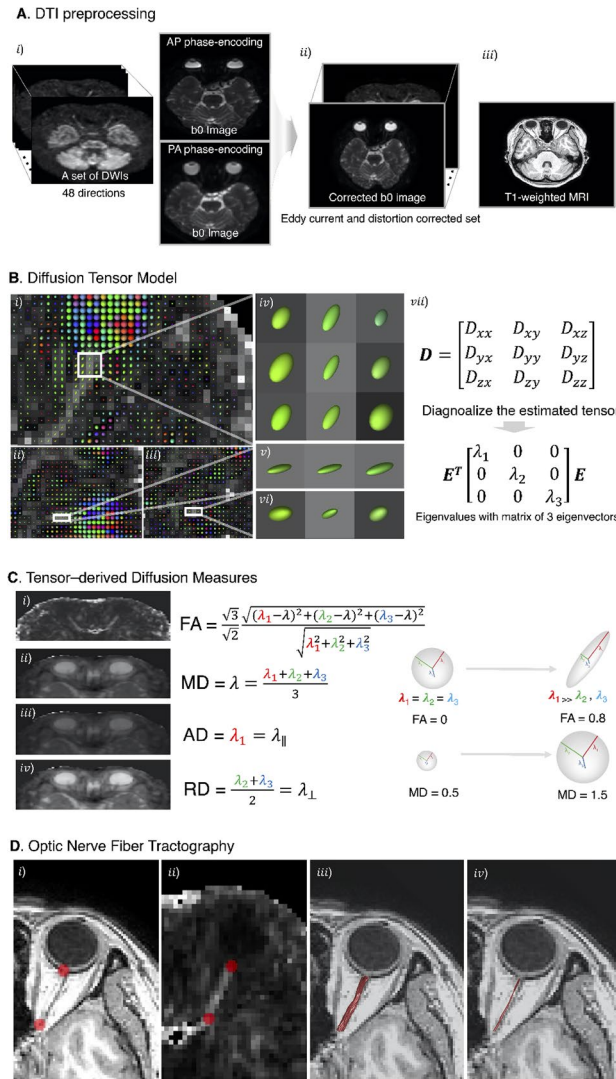 A. DTI preprocessing
i)
ii)
iii)
AP phase-encoding
b0 Image
PA phase-encoding
b0 Image
A set of DWIs
48 directions
Corrected b0 image
Eddy current and distortion corrected set
T1-weighted MRI
B. Diffusion Tensor Model
i)
ii)
iii)
iv)
v)
vi)
vii)
D = [Dxx Dxy Dxz
Dyx Dyy Dyz
Dzx Dzy Dzz]
Diagnoalize the estimated tenso
E^T [λ1 0 0
0 λ2 0
0 0 λ3] E
Eigenvalues with matrix of 3 eigenvectors
C. Tensor–derived Diffusion Measures
i)
ii)
iii)
iv)
FA = √3/√2 √((λ1−λ)²+(λ2−λ)²+(λ3−λ)²) / √(λ1²+λ2²+λ3²)
MD = λ = (λ1+λ2+λ3)/3
AD = λ1 = λ∥
RD = (λ2+λ3)/2 = λ⊥
λ1 = λ2 = λ3
FA = 0
λ1 >> λ2 , λ3
FA = 0.8
MD = 0.5
MD = 1.5
D. Optic Nerve Fiber Tractography
i)
ii)
iii)
iv)